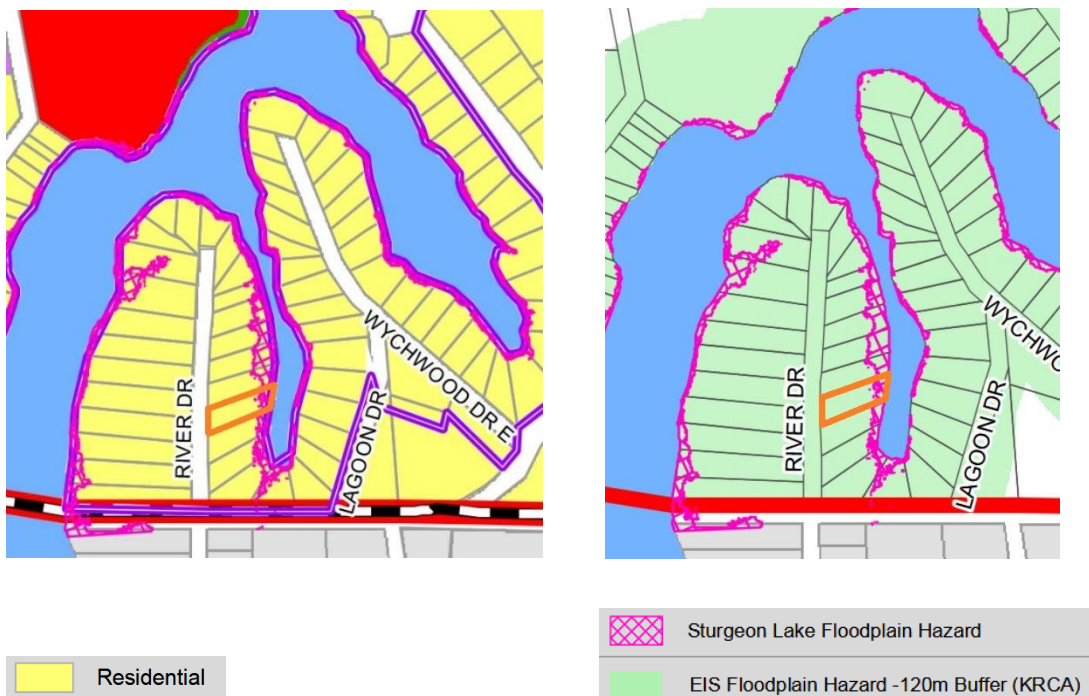 WYCHWOOD.DR.E
RIVER.DR
LAGOON.DR
WYCHWO
RIVER.DR
LAGOON.DR
Residential
Sturgeon Lake Floodplain Hazard
EIS Floodplain Hazard -120m Buffer (KRCA)